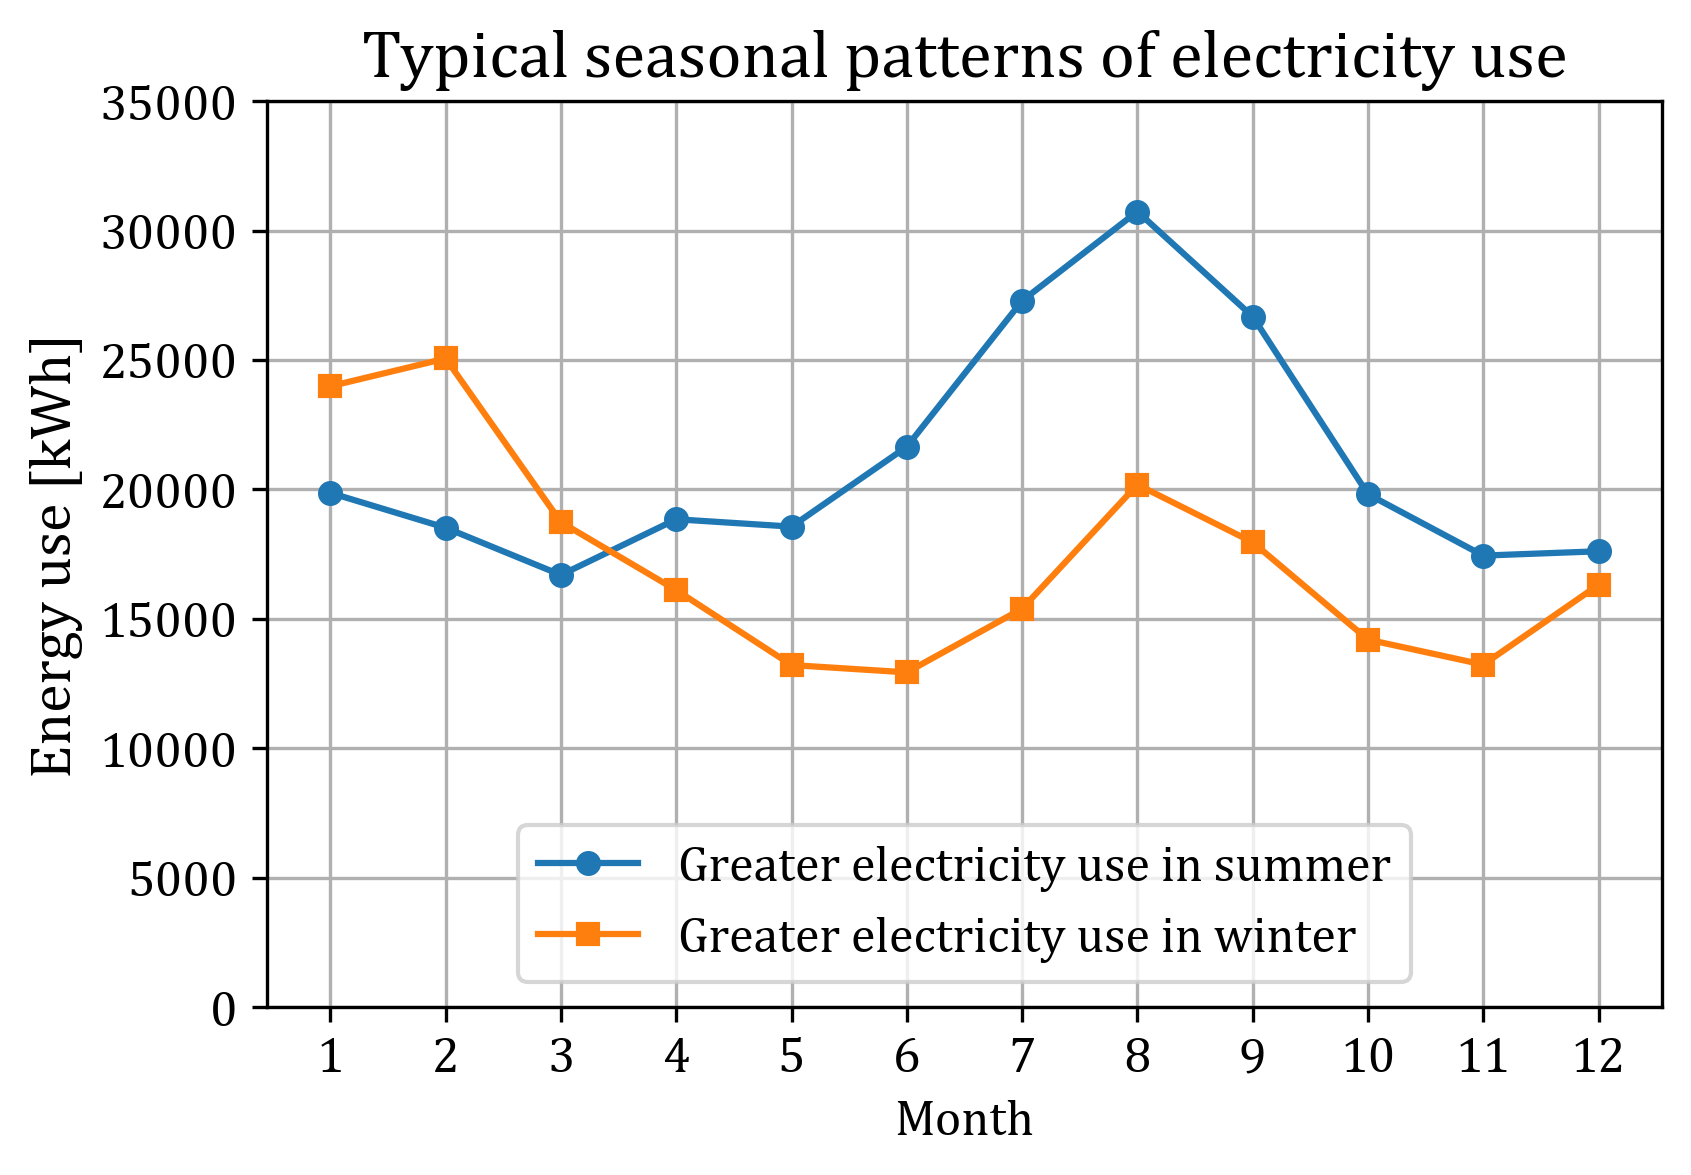 Typical seasonal patterns of electricity use
35000
30000
25000
20000
15000
10000
5000
0
Energy use [kWh]
Greater electricity use in summer
Greater electricity use in winter
1 2 3 4 5 6 7 8 9 10 11 12
Month